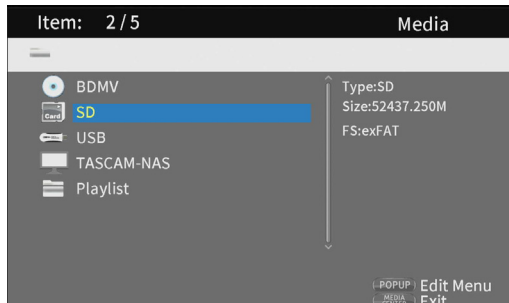 Item: 2/5
Media
BDMV
Card SD
USB
TASCAM-NAS
Playlist
Type:SD
Size:52437.250M
FS:exFAT
POPUP Edit Menu
MEDIA Exit